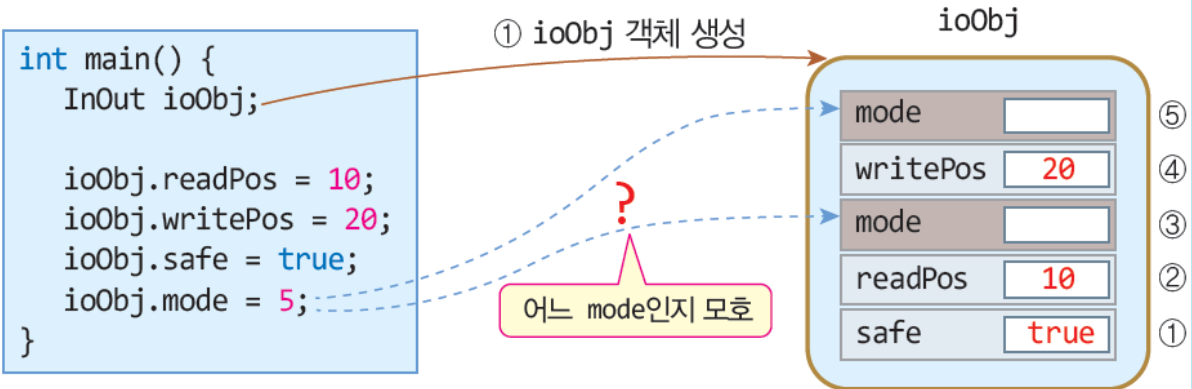 int main() {
InOut ioObj;
ioObj.readPos = 10;
ioObj.writePos = 20;
ioObj.safe = true;
ioObj.mode = 5;
}
① ioObj 객체 생성
?
어느 mode인지 모호
ioObj
mode ⑤
writePos 20 ④
mode ③
readPos 10 ②
safe true ①